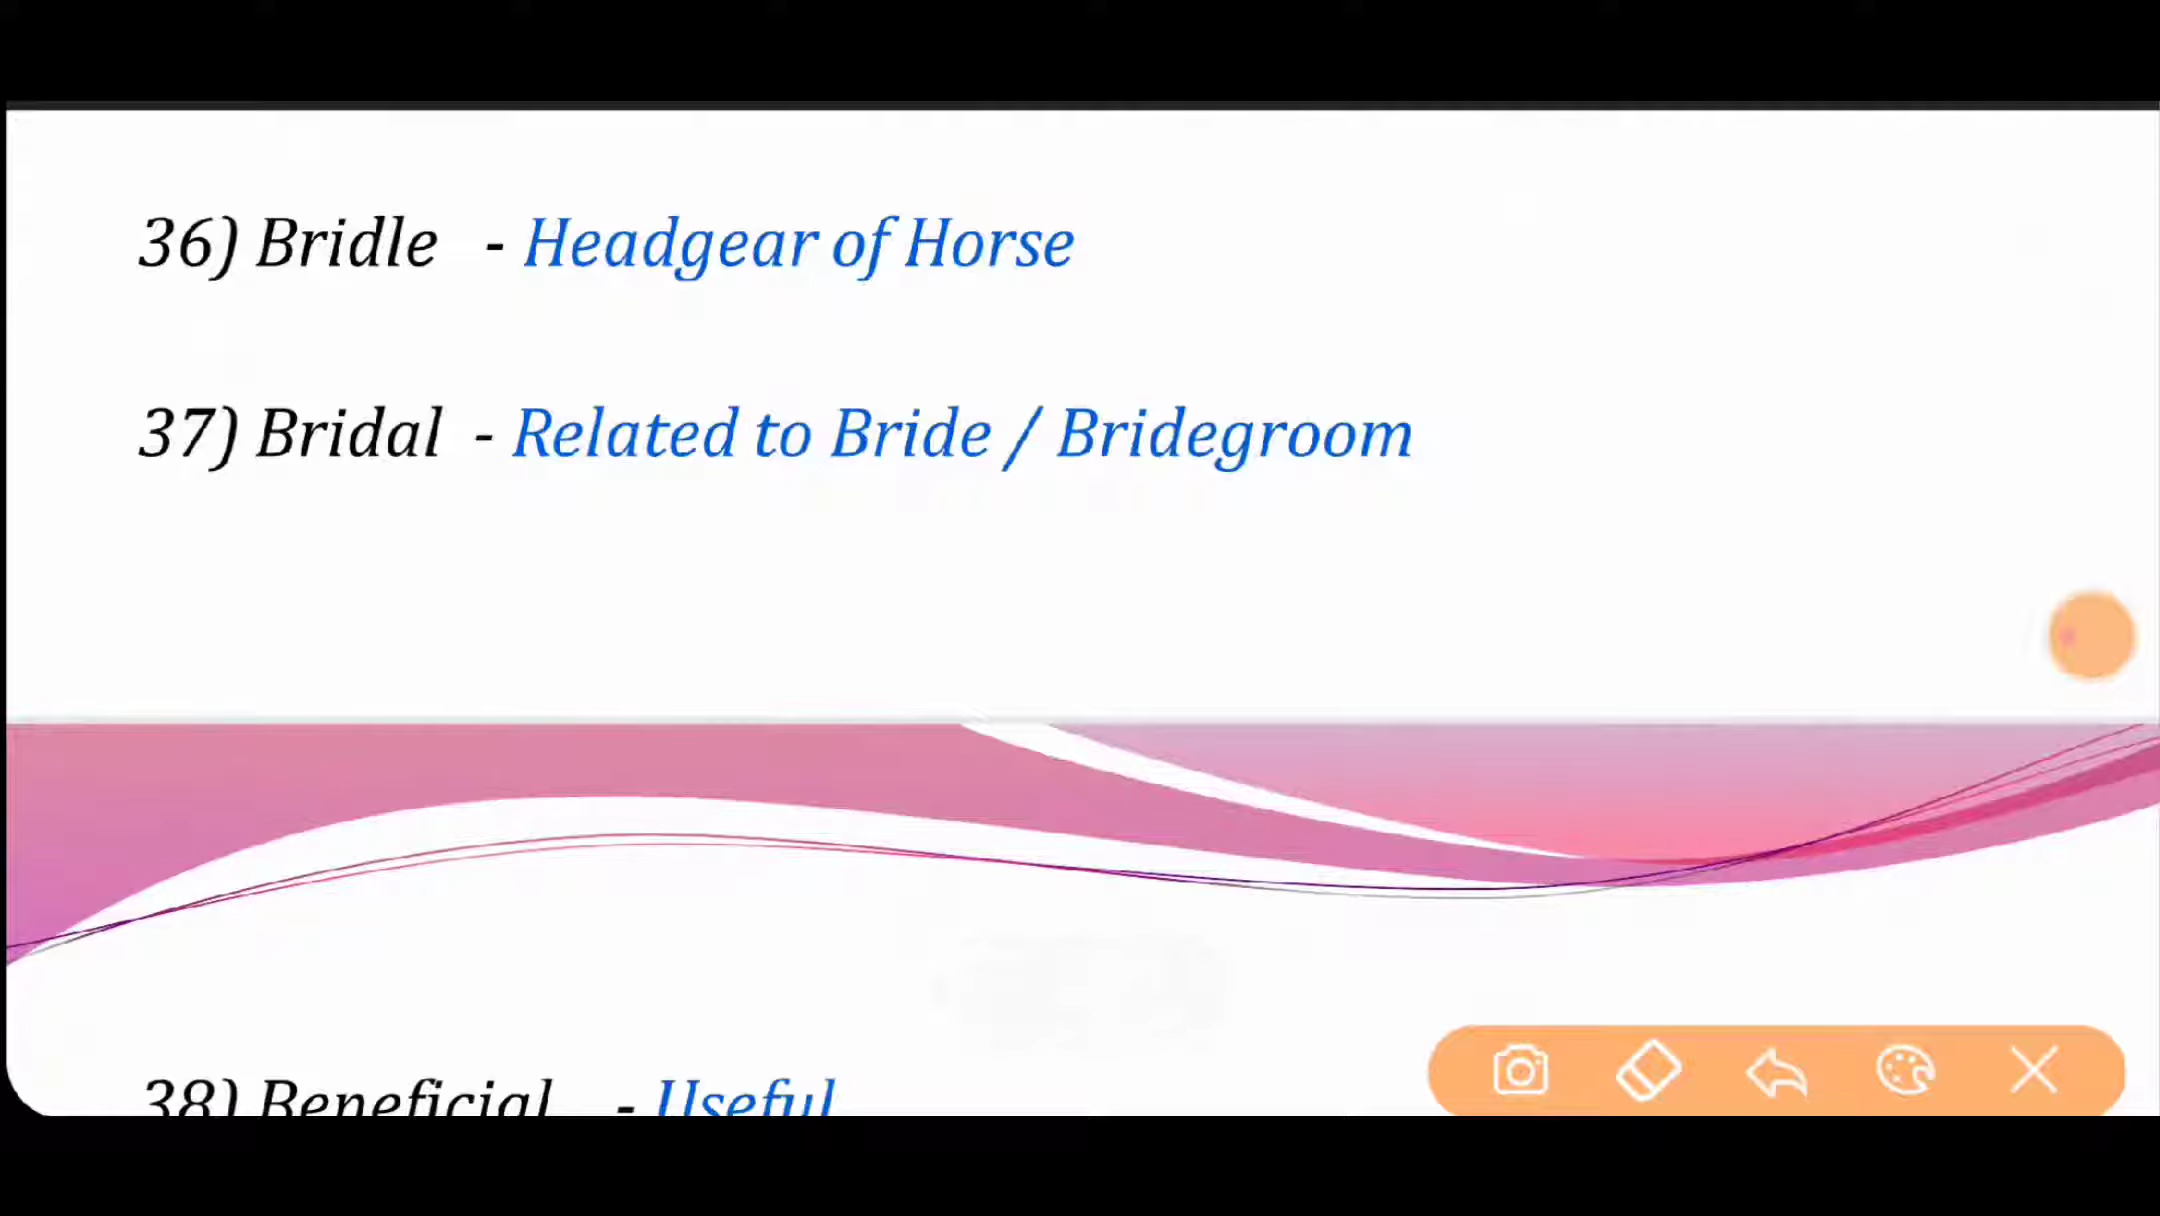 36) Bridle - Headgear of Horse
37) Bridal - Related to Bride / Bridegroom
38) Beneficial - Useful